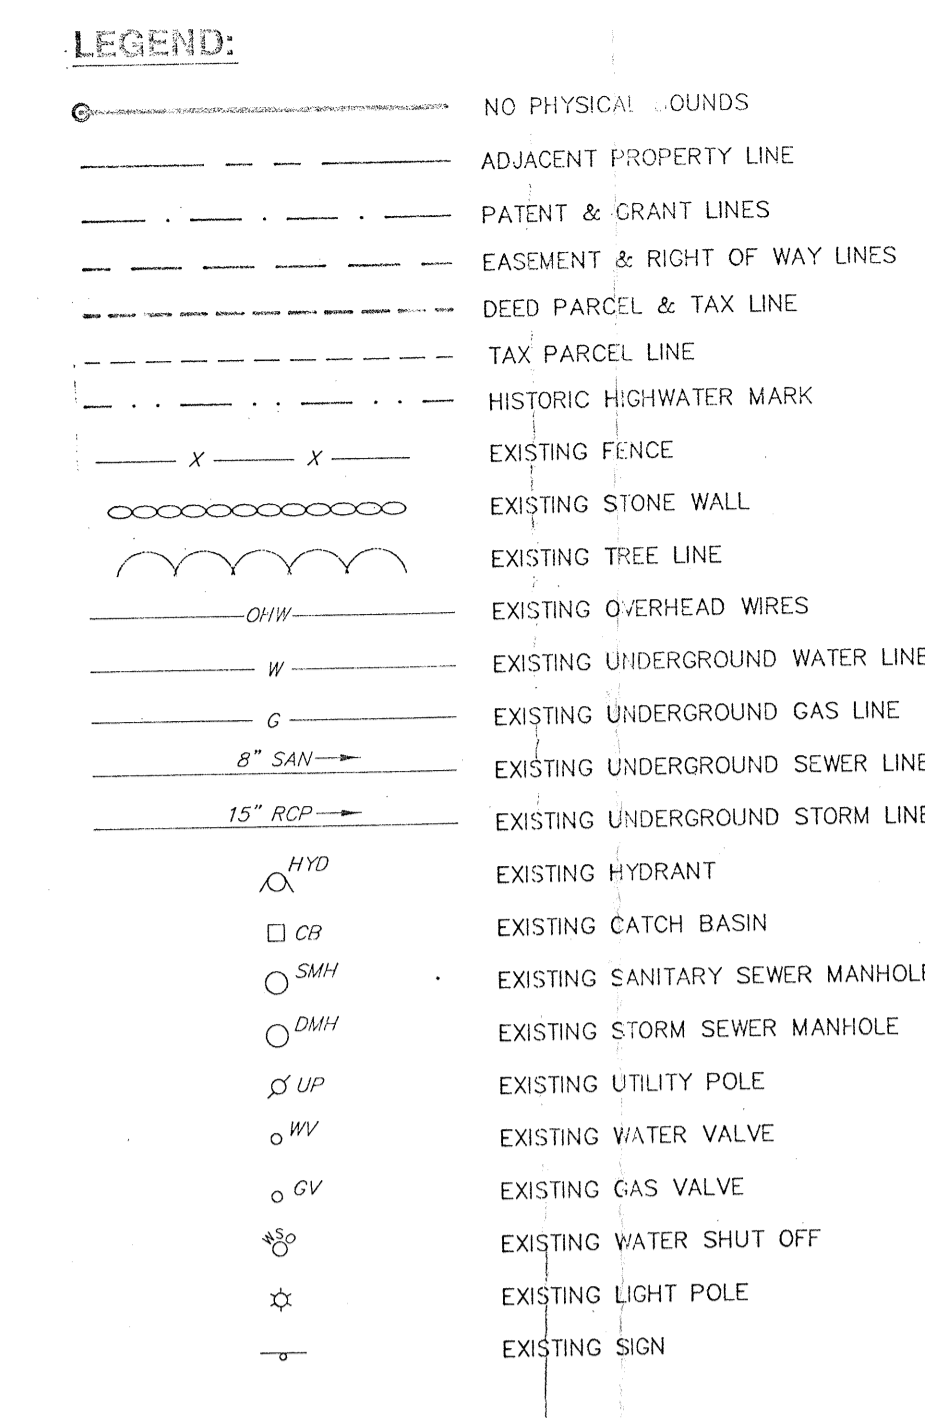 LEGEND:
NO PHYSICAL OUNDS
ADJACENT PROPERTY LINE
PATENT & GRANT LINES
EASEMENT & RIGHT OF WAY LINES
DEED PARCEL & TAX LINE
TAX PARCEL LINE
HISTORIC HIGHWATER MARK
X X EXISTING FENCE
EXISTING STONE WALL
EXISTING TREE LINE
OHW EXISTING OVERHEAD WIRES
W EXISTING UNDERGROUND WATER LINE
G EXISTING UNDERGROUND GAS LINE
8" SAN EXISTING UNDERGROUND SEWER LINE
15" RCP EXISTING UNDERGROUND STORM LINE
HYD EXISTING HYDRANT
CB EXISTING CATCH BASIN
SMH EXISTING SANITARY SEWER MANHOLE
DMH EXISTING STORM SEWER MANHOLE
UP EXISTING UTILITY POLE
WV EXISTING WATER VALVE
GV EXISTING GAS VALVE
WSO EXISTING WATER SHUT OFF
EXISTING LIGHT POLE
EXISTING SIGN